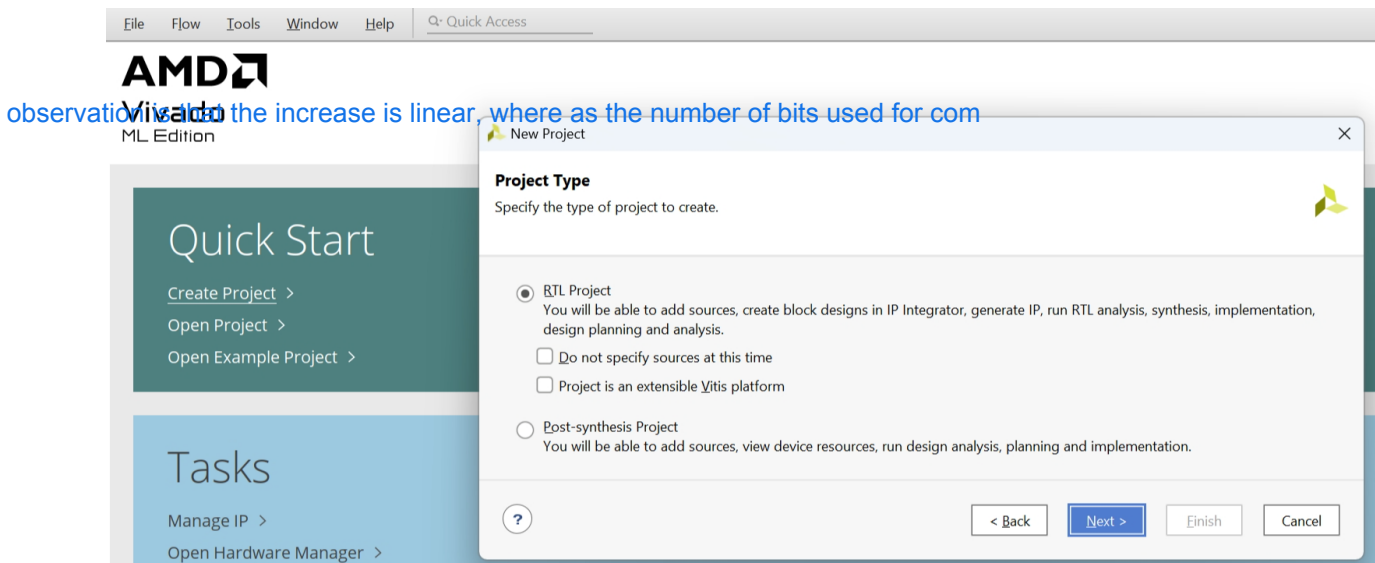 File Flow Tools Window Help Quick Access
AMD
observation is that the increase is linear, where as the number of bits used for com
Vivado
ML Edition
New Project
Project Type
Specify the type of project to create.
Quick Start
Create Project >
Open Project >
Open Example Project >
RTL Project
You will be able to add sources, create block designs in IP Integrator, generate IP, run RTL analysis, synthesis, implementation,
design planning and analysis.
Do not specify sources at this time
Project is an extensible Vitis platform
Post-synthesis Project
You will be able to add sources, view device resources, run design analysis, planning and implementation.
Tasks
Manage IP >
Open Hardware Manager >
? < Back Next > Finish Cancel